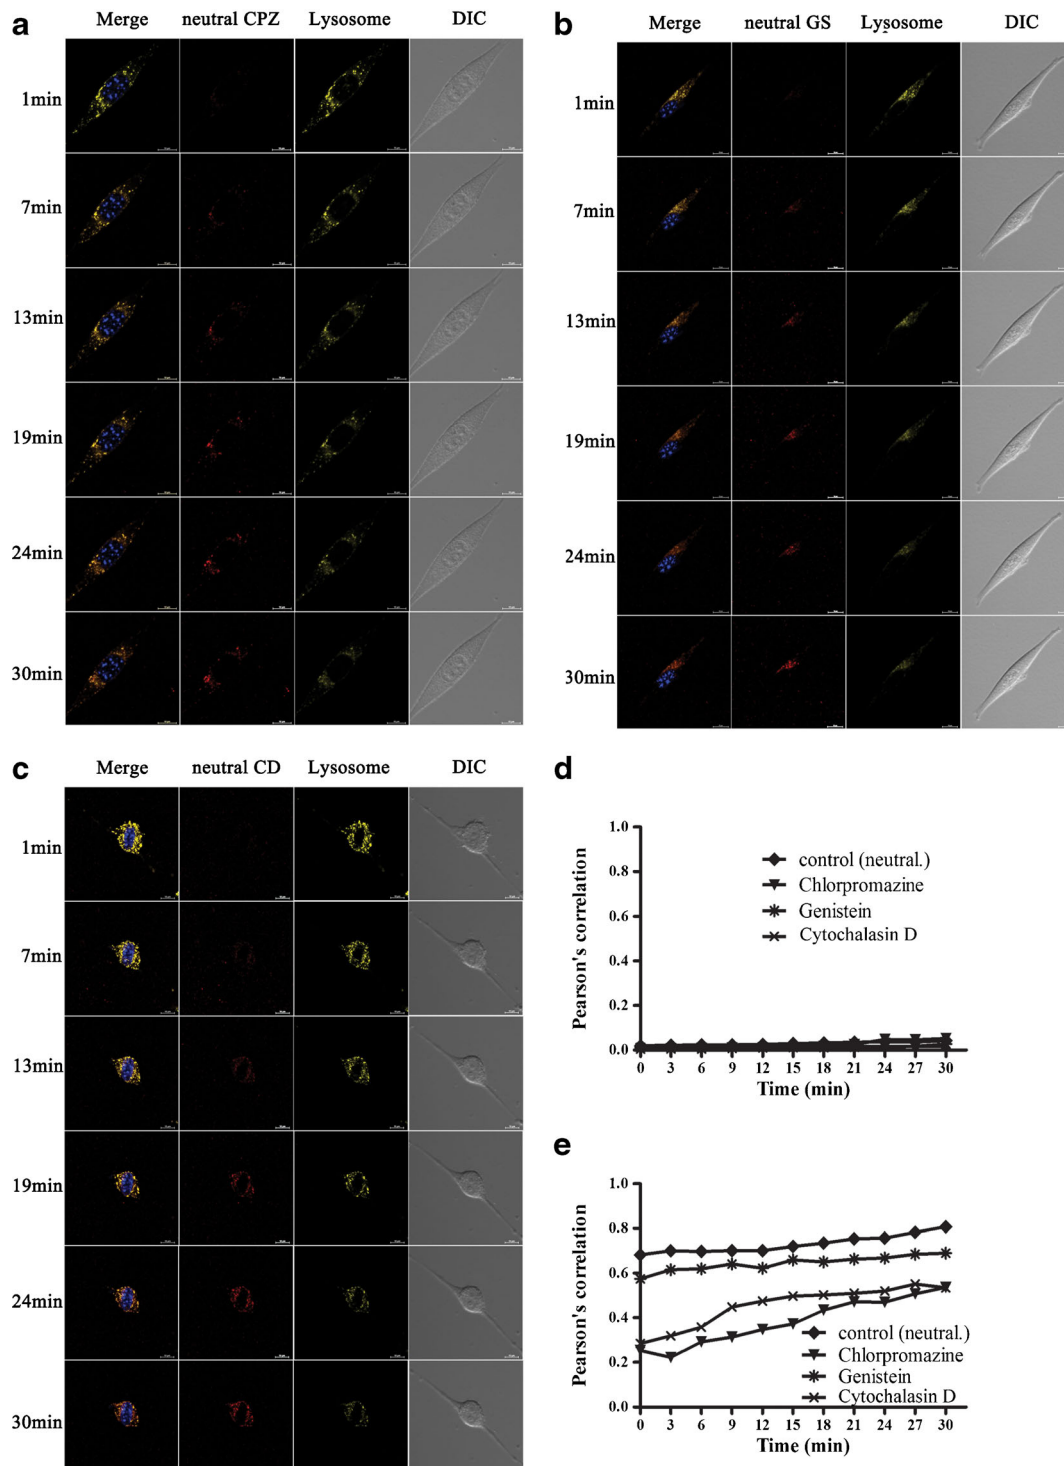 a
Merge neutral CPZ Lysosome DIC
1min
7min
13min
19min
24min
30min
b
Merge neutral GS Lysosome DIC
1min
7min
13min
19min
24min
30min
c
Merge neutral CD Lysosome DIC
1min
7min
13min
19min
24min
30min
d
Pearson's correlation
1.0
0.8
0.6
0.4
0.2
0.0
control (neutral.)
Chlorpromazine
Genistein
Cytochalasin D
0 3 6 9 12 15 18 21 24 27 30
Time (min)
e
Pearson's correlation
1.0
0.8
0.6
0.4
0.2
0.0
control (neutral.)
Chlorpromazine
Genistein
Cytochalasin D
0 3 6 9 12 15 18 21 24 27 30
Time (min)